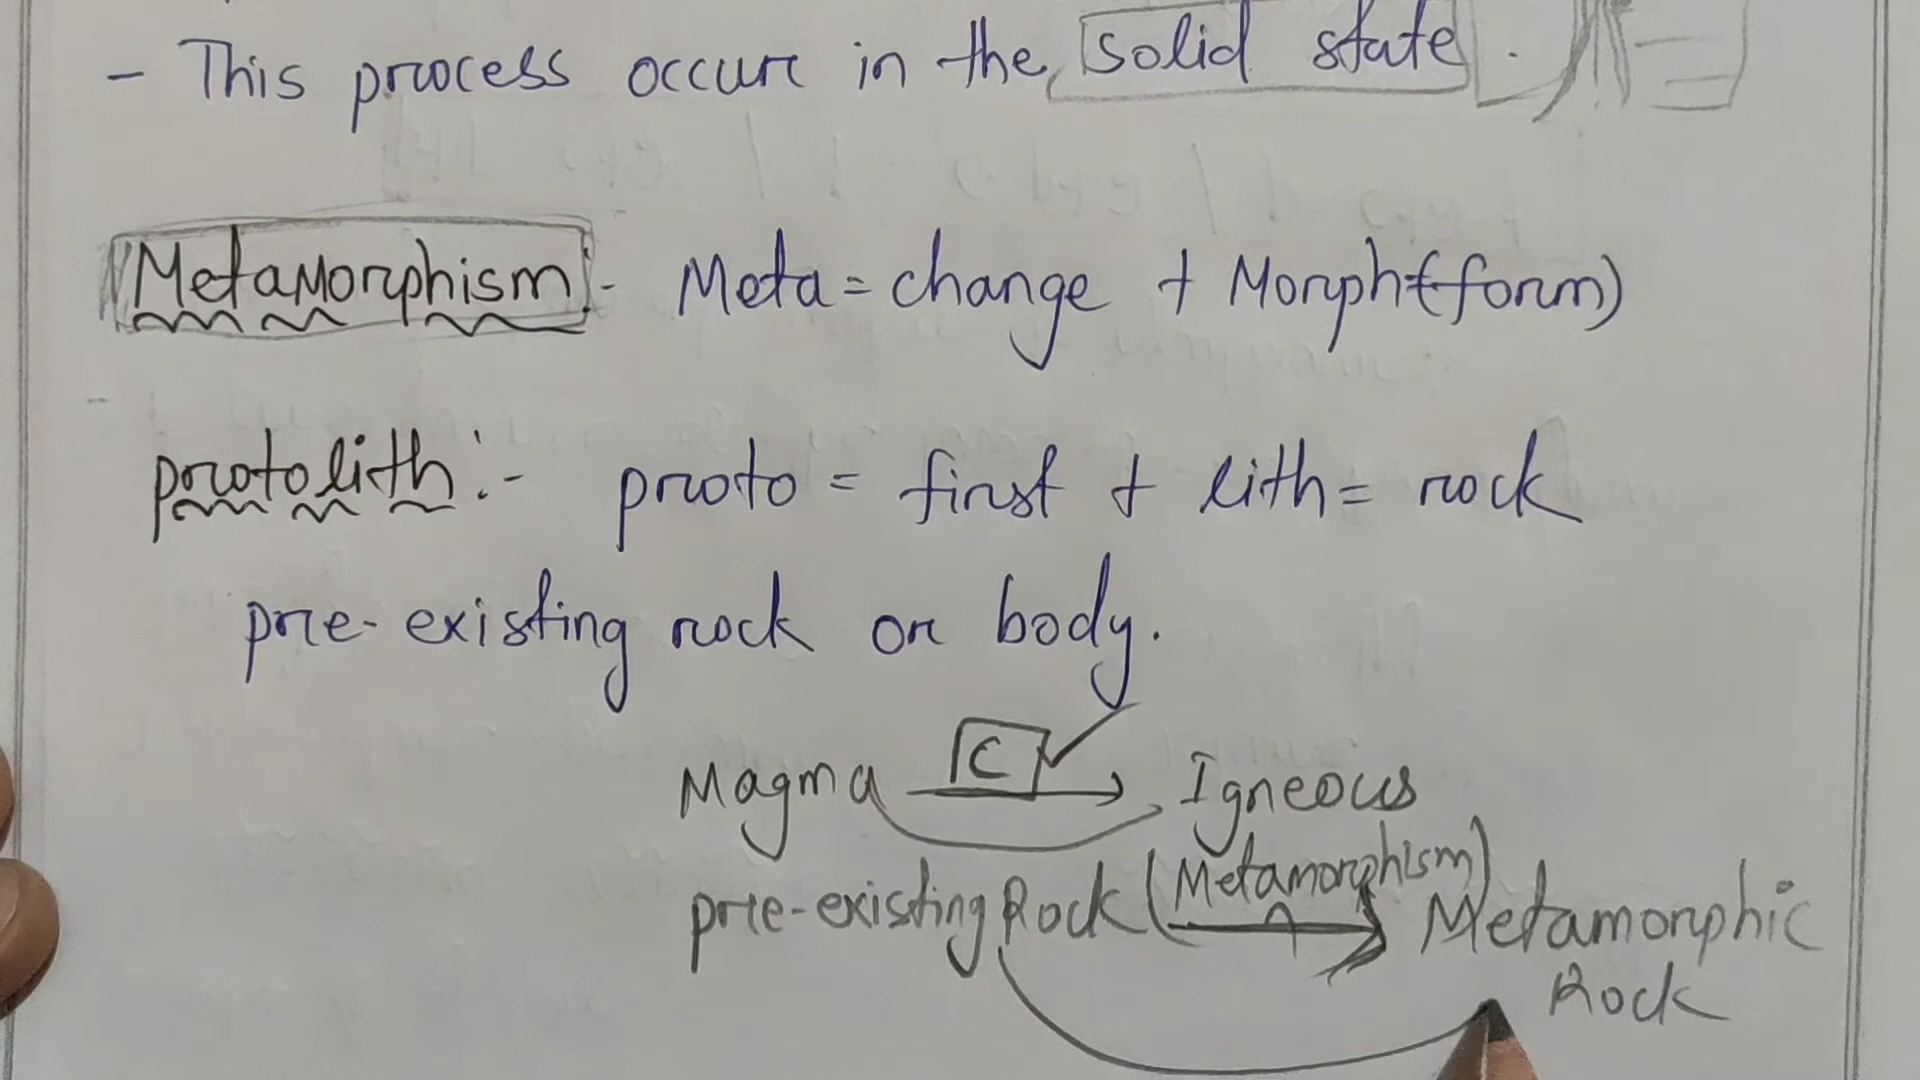 - This process occur in the solid state.
Metamorphism - Meta = change + Morph (form)
protolith :- proto = first + lith = rock
pre-existing rock or body.
Magma C → Igneous
pre-existing Rock (Metamorphism) → Metamorphic
Rock